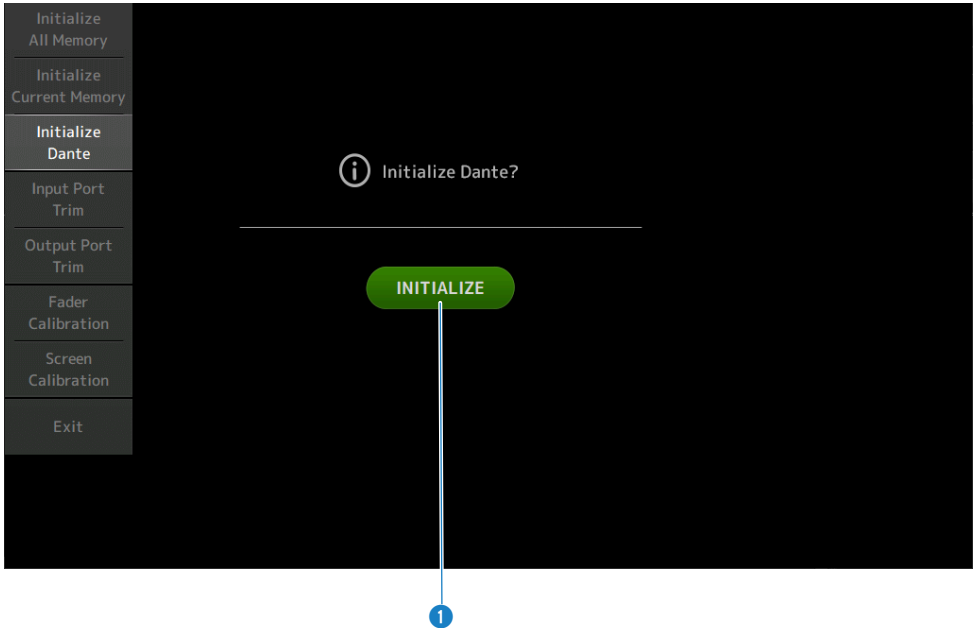 Initialize
All Memory
Initialize
Current Memory
Initialize
Dante
Input Port
Trim
Output Port
Trim
Fader
Calibration
Screen
Calibration
Exit
Initialize Dante?
INITIALIZE
1